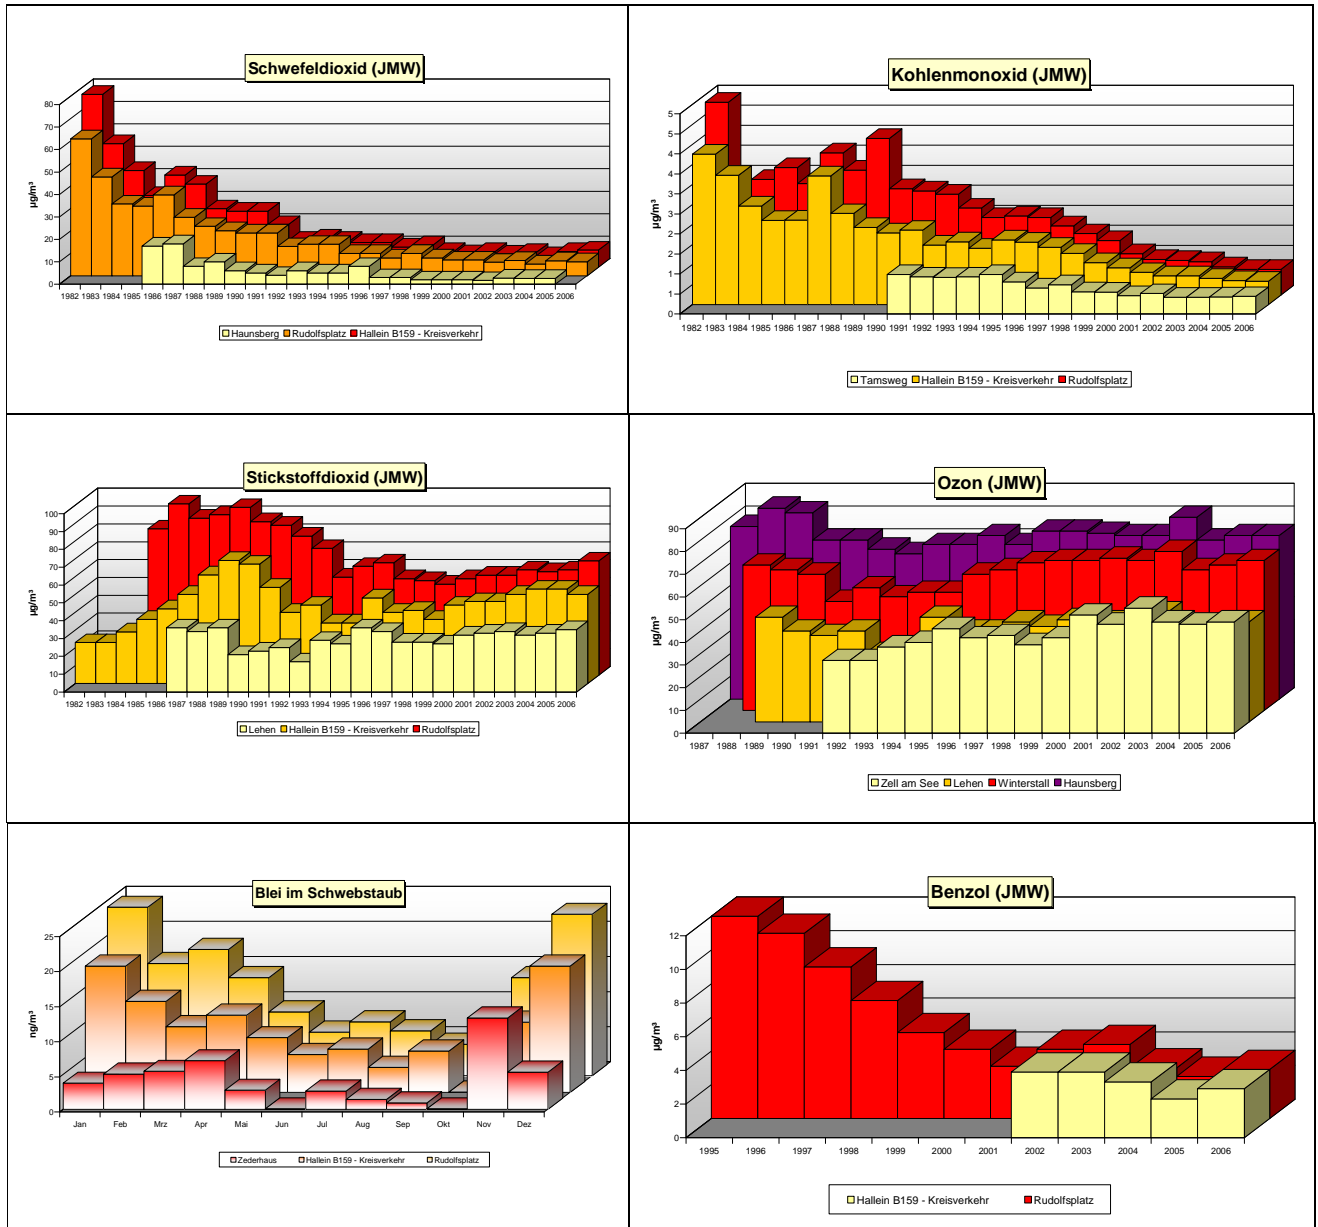 Schwefeldioxid (JMW)
µg/m³
80
70
60
50
40
30
20
10
0
1982 1983 1984 1985 1986 1987 1988 1989 1990 1991 1992 1993 1994 1995 1996 1997 1998 1999 2000 2001 2002 2003 2004 2005 2006
Haunsberg Rudolfsplatz Hallein B159 - Kreisverkehr
Kohlenmonoxid (JMW)
µg/m³
5
5
4
4
3
3
2
2
1
1
0
1982 1983 1984 1985 1986 1987 1988 1989 1990 1991 1992 1993 1994 1995 1996 1997 1998 1999 2000 2001 2002 2003 2004 2005 2006
Tamsweg Hallein B159 - Kreisverkehr Rudolfsplatz
Stickstoffdioxid (JMW)
µg/m³
100
90
80
70
60
50
40
30
20
10
0
1982 1983 1984 1985 1986 1987 1988 1989 1990 1991 1992 1993 1994 1995 1996 1997 1998 1999 2000 2001 2002 2003 2004 2005 2006
Lehen Hallein B159 - Kreisverkehr Rudolfsplatz
Ozon (JMW)
µg/m³
90
80
70
60
50
40
30
20
10
0
1987 1988 1989 1990 1991 1992 1993 1994 1995 1996 1997 1998 1999 2000 2001 2002 2003 2004 2005 2006
Zell am See Lehen Winterstall Haunsberg
Blei im Schwebstaub
ng/m³
25
20
15
10
5
0
Jan Feb Mrz Apr Mai Jun Jul Aug Sep Okt Nov Dez
Zederhaus Hallein B159 - Kreisverkehr Rudolfsplatz
Benzol (JMW)
µg/m³
12
10
8
6
4
2
0
1995 1996 1997 1998 1999 2000 2001 2002 2003 2004 2005 2006
Hallein B159 - Kreisverkehr Rudolfsplatz